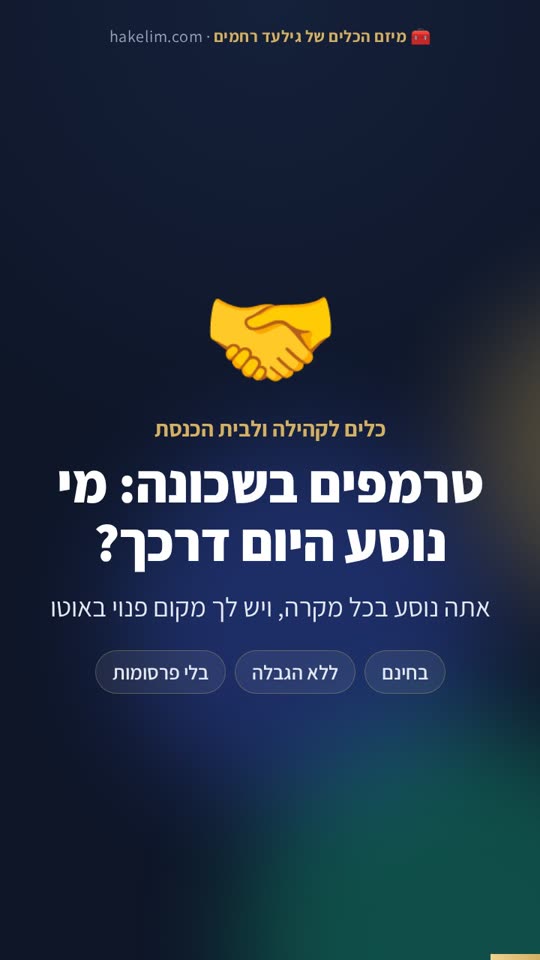 🧰 מיזם הכלים של גילעד רחמים · hakelim.com
כלים לקהילה ולבית הכנסת
טרמפים בשכונה: מי
נוסע היום דרכך?
אתה נוסע בכל מקרה, ויש לך מקום פנוי באוטו
בחינם
ללא הגבלה
בלי פרסומות